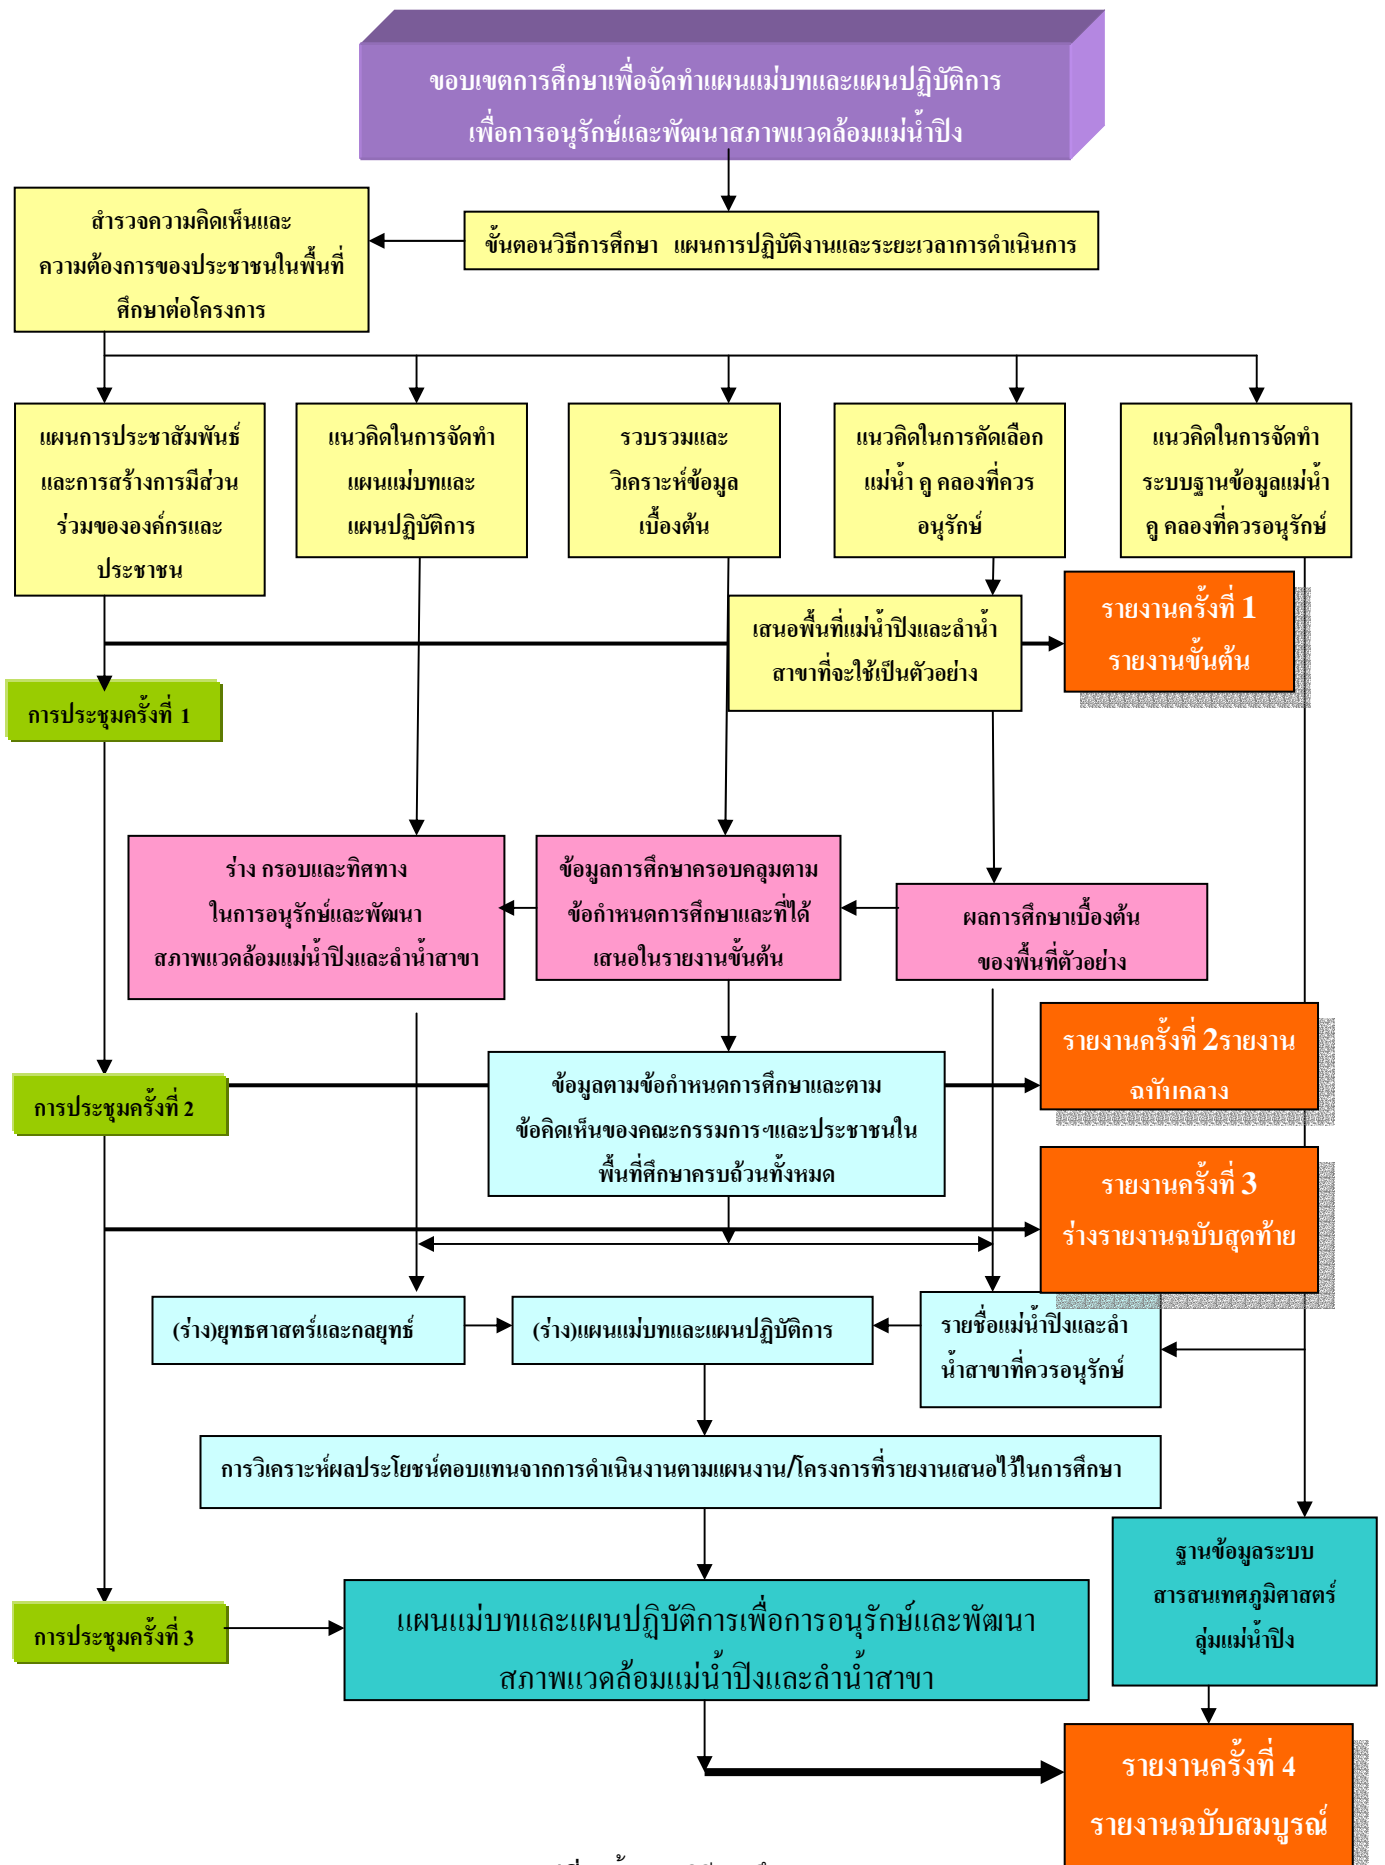 ขอบเขตการศึกษาเพื่อจัดทำแผนแม่บทและแผนปฏิบัติการ
เพื่อการอนุรักษ์และพัฒนาสภาพแวดล้อมแม่น้ำปิง
สำรวจความคิดเห็นและ
ความต้องการของประชาชนในพื้นที่
ศึกษาต่อโครงการ
ขั้นตอนวิธีการศึกษา แผนการปฏิบัติงานและระยะเวลาการดำเนินการ
แผนการประชาสัมพันธ์
และการสร้างการมีส่วน
ร่วมขององค์กรและ
ประชาชน
แนวคิดในการจัดทำ
แผนแม่บทและ
แผนปฏิบัติการ
รวบรวมและ
วิเคราะห์ข้อมูล
เบื้องต้น
แนวคิดในการคัดเลือก
แม่น้ำ คู คลองที่ควร
อนุรักษ์
แนวคิดในการจัดทำ
ระบบฐานข้อมูลแม่น้ำ
คู คลองที่ควรอนุรักษ์
เสนอพื้นที่แม่น้ำปิงและลำน้ำ
สาขาที่จะใช้เป็นตัวอย่าง
รายงานครั้งที่ 1
รายงานขั้นต้น
การประชุมครั้งที่ 1
ร่าง กรอบและทิศทาง
ในการอนุรักษ์และพัฒนา
สภาพแวดล้อมแม่น้ำปิงและลำน้ำสาขา
ข้อมูลการศึกษาครอบคลุมตาม
ข้อกำหนดการศึกษาและที่ได้
เสนอในรายงานขั้นต้น
ผลการศึกษาเบื้องต้น
ของพื้นที่ตัวอย่าง
รายงานครั้งที่ 2รายงาน
ฉบับกลาง
การประชุมครั้งที่ 2
ข้อมูลตามข้อกำหนดการศึกษาและตาม
ข้อคิดเห็นของคณะกรรมการฯและประชาชนใน
พื้นที่ศึกษาครบถ้วนทั้งหมด
รายงานครั้งที่ 3
ร่างรายงานฉบับสุดท้าย
(ร่าง)ยุทธศาสตร์และกลยุทธ์
(ร่าง)แผนแม่บทและแผนปฏิบัติการ
รายชื่อแม่น้ำปิงและลำ
น้ำสาขาที่ควรอนุรักษ์
การวิเคราะห์ผลประโยชน์ตอบแทนจากการดำเนินงานตามแผนงาน/โครงการที่รายงานเสนอไว้ในการศึกษา
ฐานข้อมูลระบบ
สารสนเทศภูมิศาสตร์
ลุ่มแม่น้ำปิง
การประชุมครั้งที่ 3
แผนแม่บทและแผนปฏิบัติการเพื่อการอนุรักษ์และพัฒนา
สภาพแวดล้อมแม่น้ำปิงและลำน้ำสาขา
รายงานครั้งที่ 4
รายงานฉบับสมบูรณ์